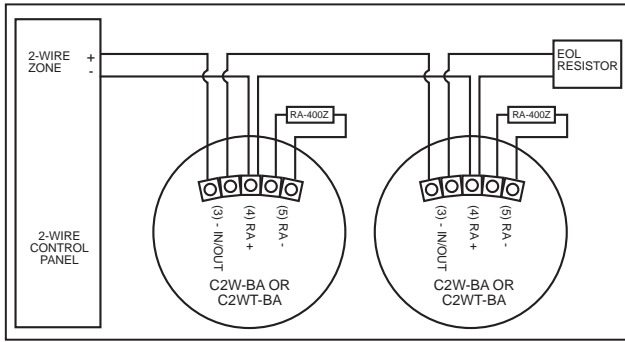 2-WIRE
ZONE
+
-
EOL
RESISTOR
RA-400Z
RA-400Z
(3) - IN/OUT
(4) RA +
(5) RA -
(3) - IN/OUT
(4) RA +
(5) RA -
2-WIRE
CONTROL
PANEL
C2W-BA OR
C2WT-BA
C2W-BA OR
C2WT-BA